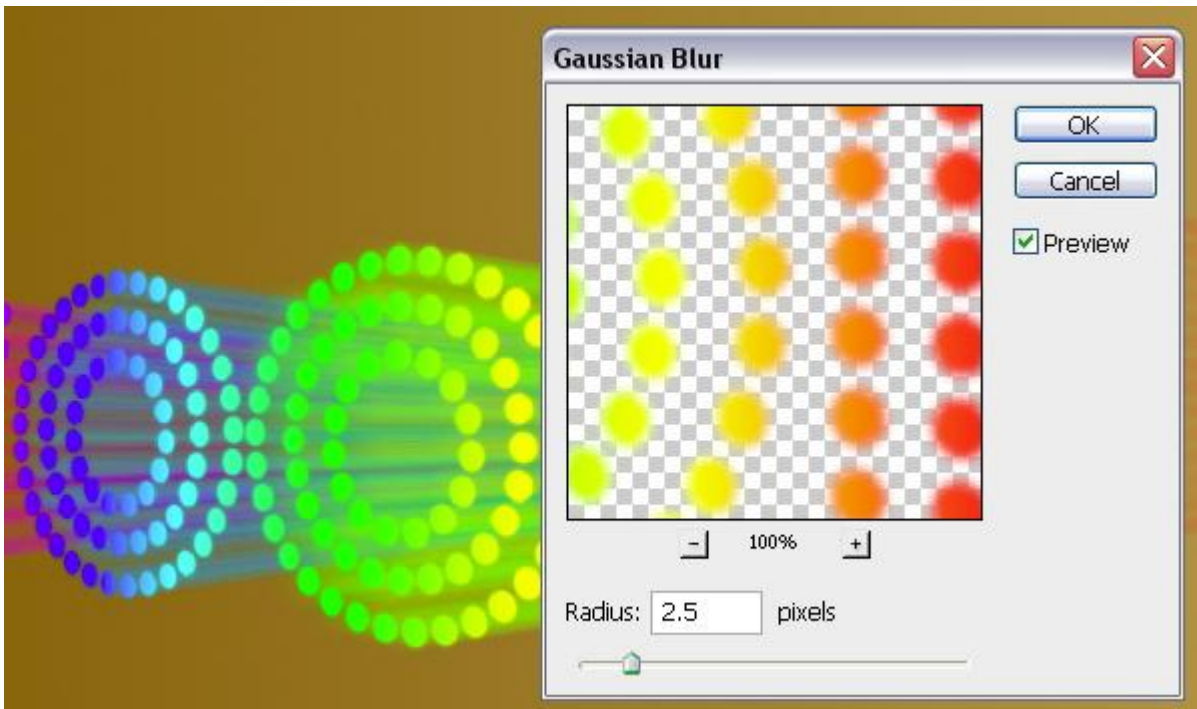 Gaussian Blur
OK
Cancel
Preview
- 100% +
Radius: 2.5 pixels